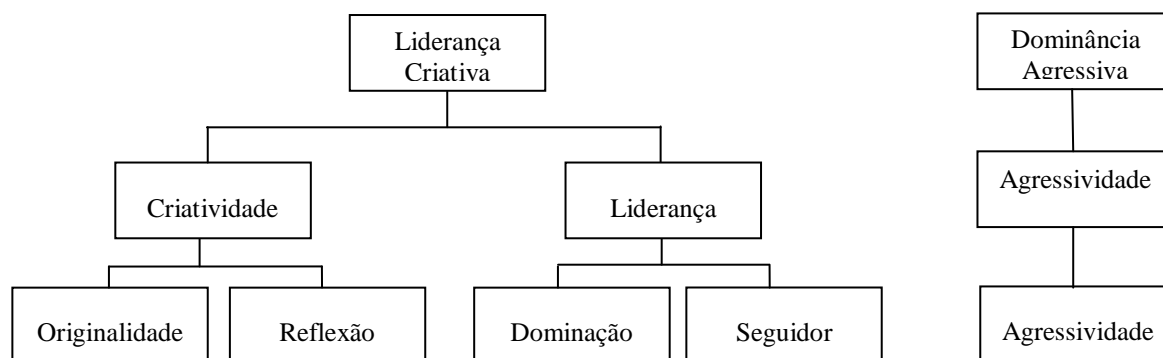 Liderança
Criativa
Dominância
Agressiva
Criatividade
Liderança
Agressividade
Originalidade
Reflexão
Dominação
Seguidor
Agressividade